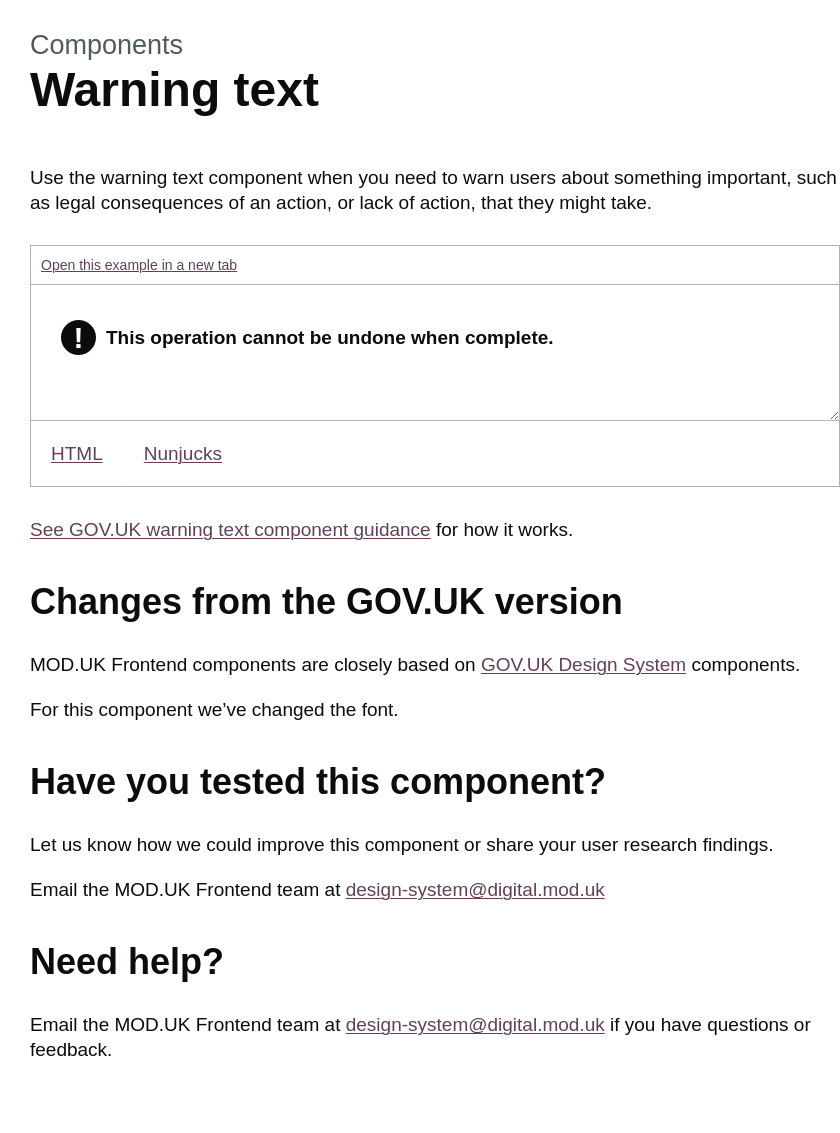 Components
Warning text
Use the warning text component when you need to warn users about something important, such
as legal consequences of an action, or lack of action, that they might take.
Open this example in a new tab
! This operation cannot be undone when complete.
HTML Nunjucks
See GOV.UK warning text component guidance for how it works.
Changes from the GOV.UK version
MOD.UK Frontend components are closely based on GOV.UK Design System components.
For this component we’ve changed the font.
Have you tested this component?
Let us know how we could improve this component or share your user research findings.
Email the MOD.UK Frontend team at design-system@digital.mod.uk
Need help?
Email the MOD.UK Frontend team at design-system@digital.mod.uk if you have questions or
feedback.